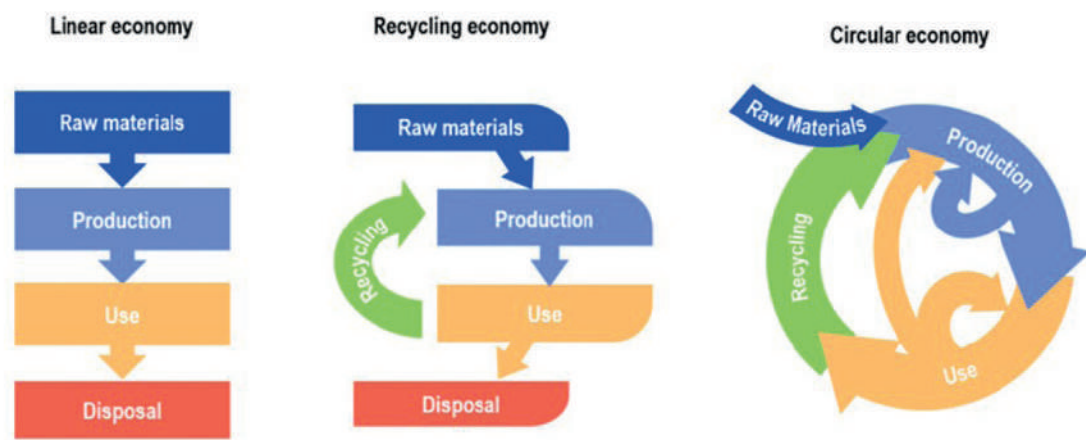 Linear economy
Raw materials
Production
Use
Disposal
Recycling economy
Raw materials
Production
Recycling
Use
Disposal
Circular economy
Raw Materials
Production
Recycling
Use